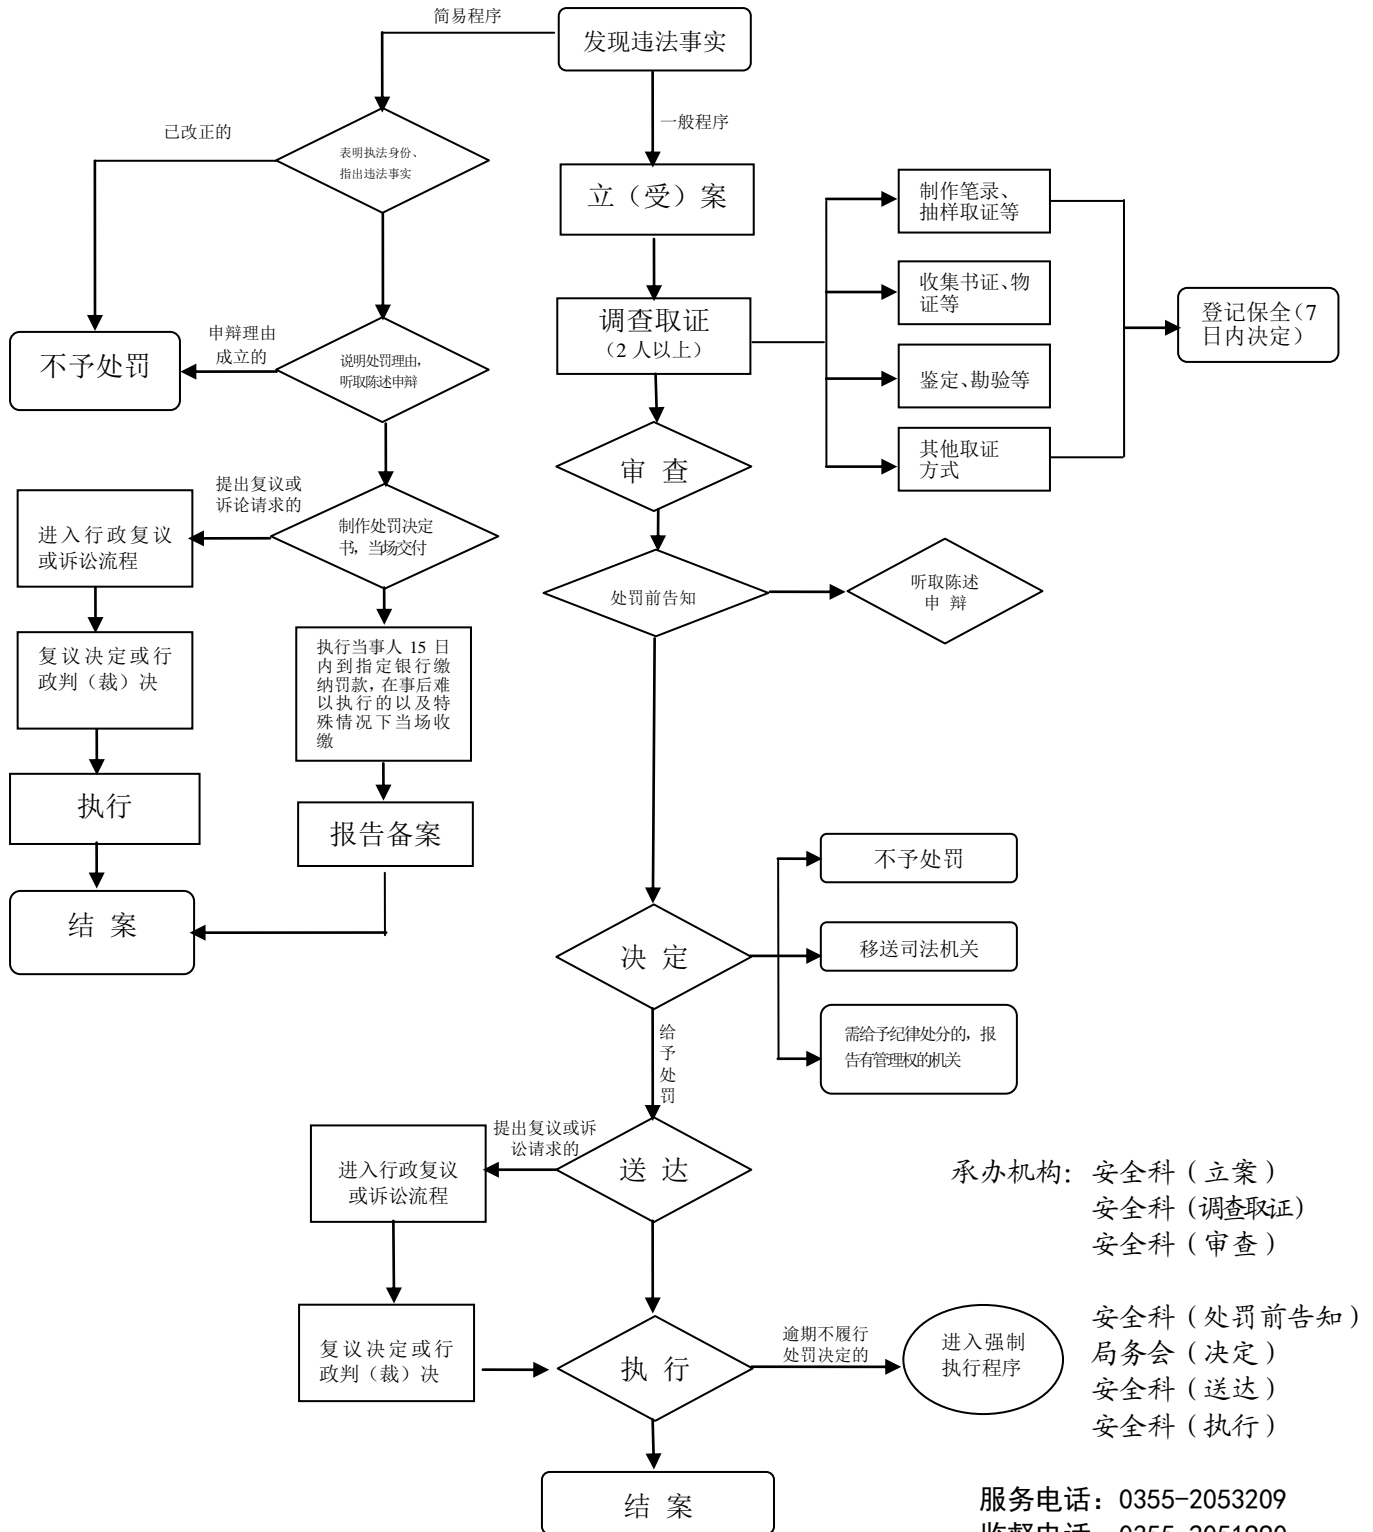 简易程序
发现违法事实
一般程序
已改正的
表明执法身份、
指出违法事实
立（受）案
制作笔录、
抽样取证等
收集书证、物
证等
登记保全（7
日内决定）
调查取证
（2 人以上）
申辩理由
成立的
不予处罚
说明处罚理由，
听取陈述申辩
鉴定、勘验等
其他取证
方式
审 查
提出复议或
诉论请求的
进入行政复议
或诉讼流程
制作处罚决定
书，当场交付
处罚前告知
听取陈述
申 辩
复议决定或行
政判（裁）决
执行当事人 15 日
内到指定银行缴
纳罚款，在事后难
以执行的以及特
殊情况下当场收
缴
执行
报告备案
不予处罚
结 案
决 定
移送司法机关
需给予纪律处分的，报
告有管理权的机关
给
予
处
罚
提出复议或诉
讼请求的
进入行政复议
或诉讼流程
送 达
承办机构：安全科（立案）
安全科（调查取证）
安全科（审查）
安全科（处罚前告知）
局务会（决定）
安全科（送达）
安全科（执行）
复议决定或行
政判（裁）决
执 行
逾期不履行
处罚决定的
进入强制
执行程序
结 案
服务电话：0355-2053209